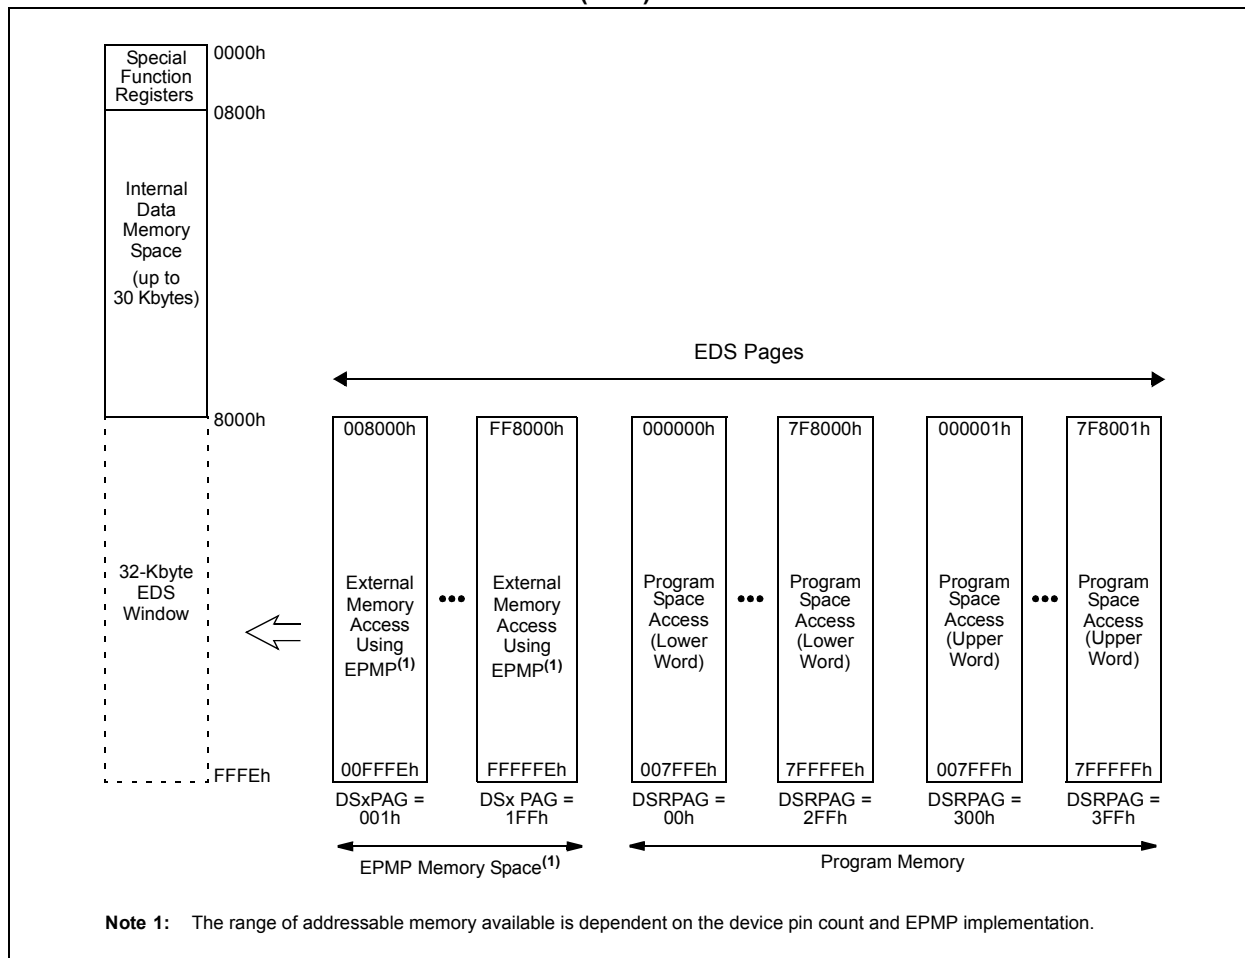 Special
Function
Registers
0000h
0800h
Internal
Data
Memory
Space
(up to
30 Kbytes)
EDS Pages
8000h
32-Kbyte
EDS
Window
FFFEh
008000h
External
Memory
Access
Using
EPMP(1)
00FFFEh
DSxPAG =
001h
•••
FF8000h
External
Memory
Access
Using
EPMP(1)
FFFFFEh
DSx PAG =
1FFh
000000h
Program
Space
Access
(Lower
Word)
007FFEh
DSRPAG =
00h
•••
7F8000h
Program
Space
Access
(Lower
Word)
7FFFFEh
DSRPAG =
2FFh
000001h
Program
Space
Access
(Upper
Word)
007FFFh
DSRPAG =
300h
•••
7F8001h
Program
Space
Access
(Upper
Word)
7FFFFFh
DSRPAG =
3FFh
EPMP Memory Space(1)
Program Memory
Note 1: The range of addressable memory available is dependent on the device pin count and EPMP implementation.